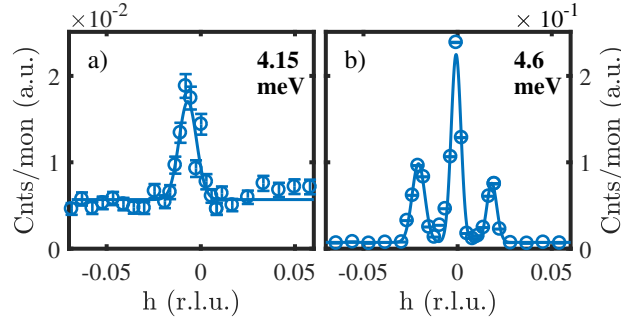 ×10⁻² × 10⁻¹
a) 4.15 meV
b) 4.6 meV
Cnts/mon (a.u.)
2
1
0
2
1
0
Cnts/mon (a.u.)
-0.05 0 0.05
-0.05 0 0.05
h (r.l.u.)
h (r.l.u.)